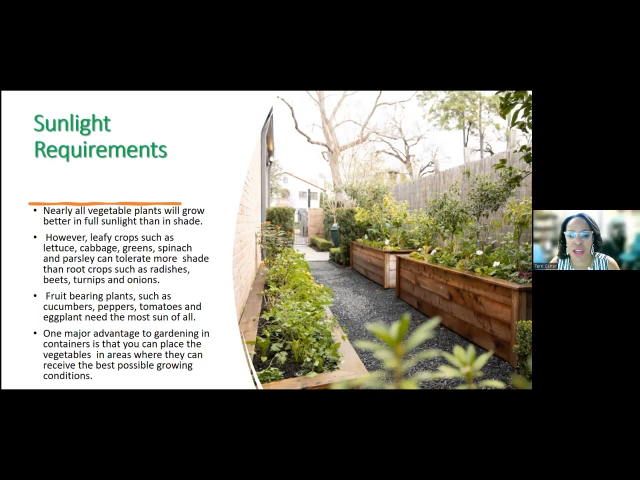 Sunlight
Requirements
• Nearly all vegetable plants will grow
better in full sunlight than in shade.
• However, leafy crops such as
lettuce, cabbage, greens, spinach
and parsley can tolerate more shade
than root crops such as radishes,
beets, turnips and onions.
• Fruit bearing plants, such as
cucumbers, peppers, tomatoes and
eggplant need the most sun of all.
• One major advantage to gardening in
containers is that you can place the
vegetables in areas where they can
receive the best possible growing
conditions.